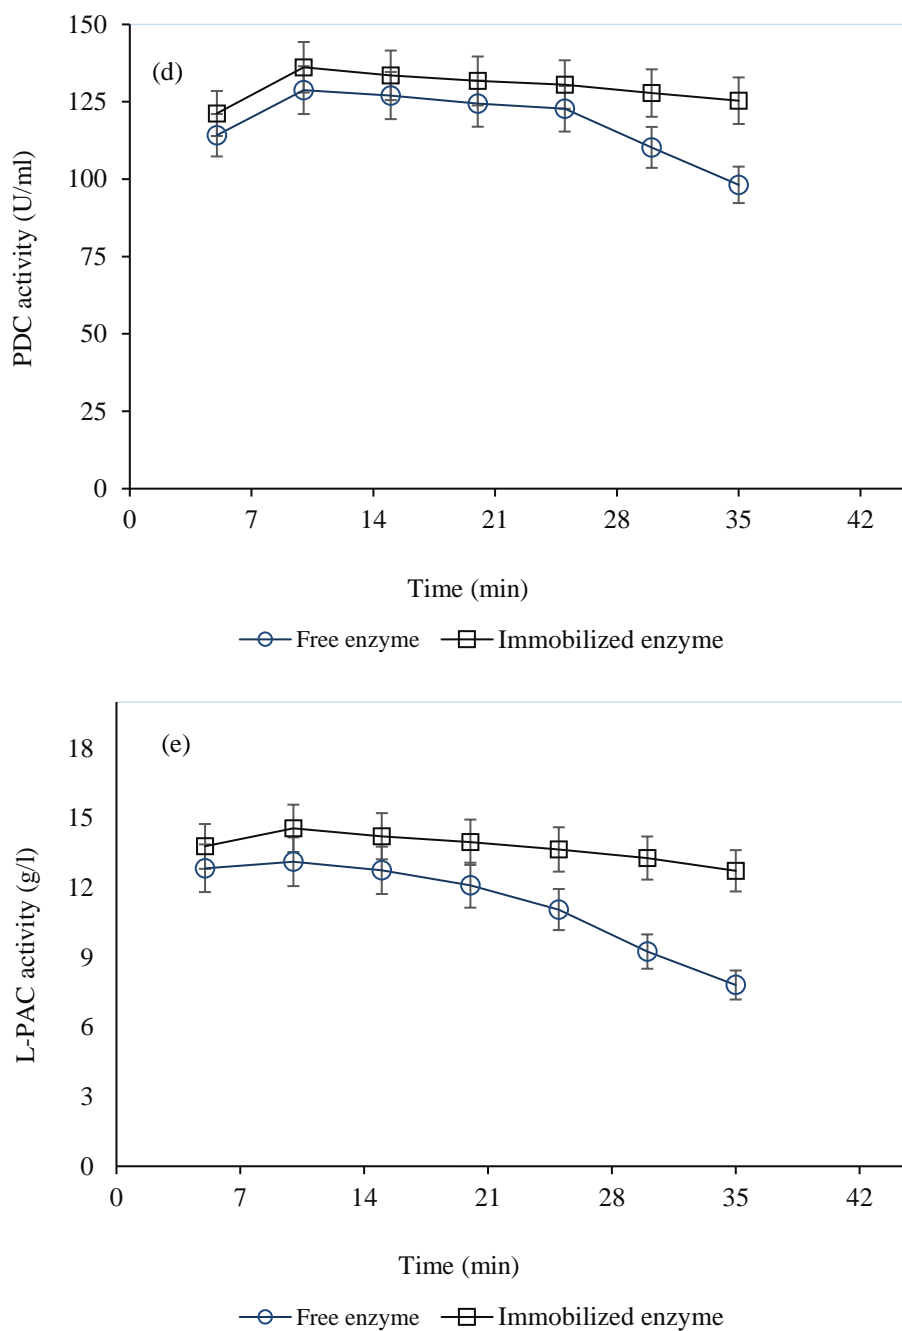 150
(d)
125
100
75
50
25
0
PDC activity (U/ml)
0 7 14 21 28 35 42
Time (min)
Free enzyme Immobilized enzyme
18
(e)
15
12
9
6
3
0
L-PAC activity (g/l)
0 7 14 21 28 35 42
Time (min)
Free enzyme Immobilized enzyme